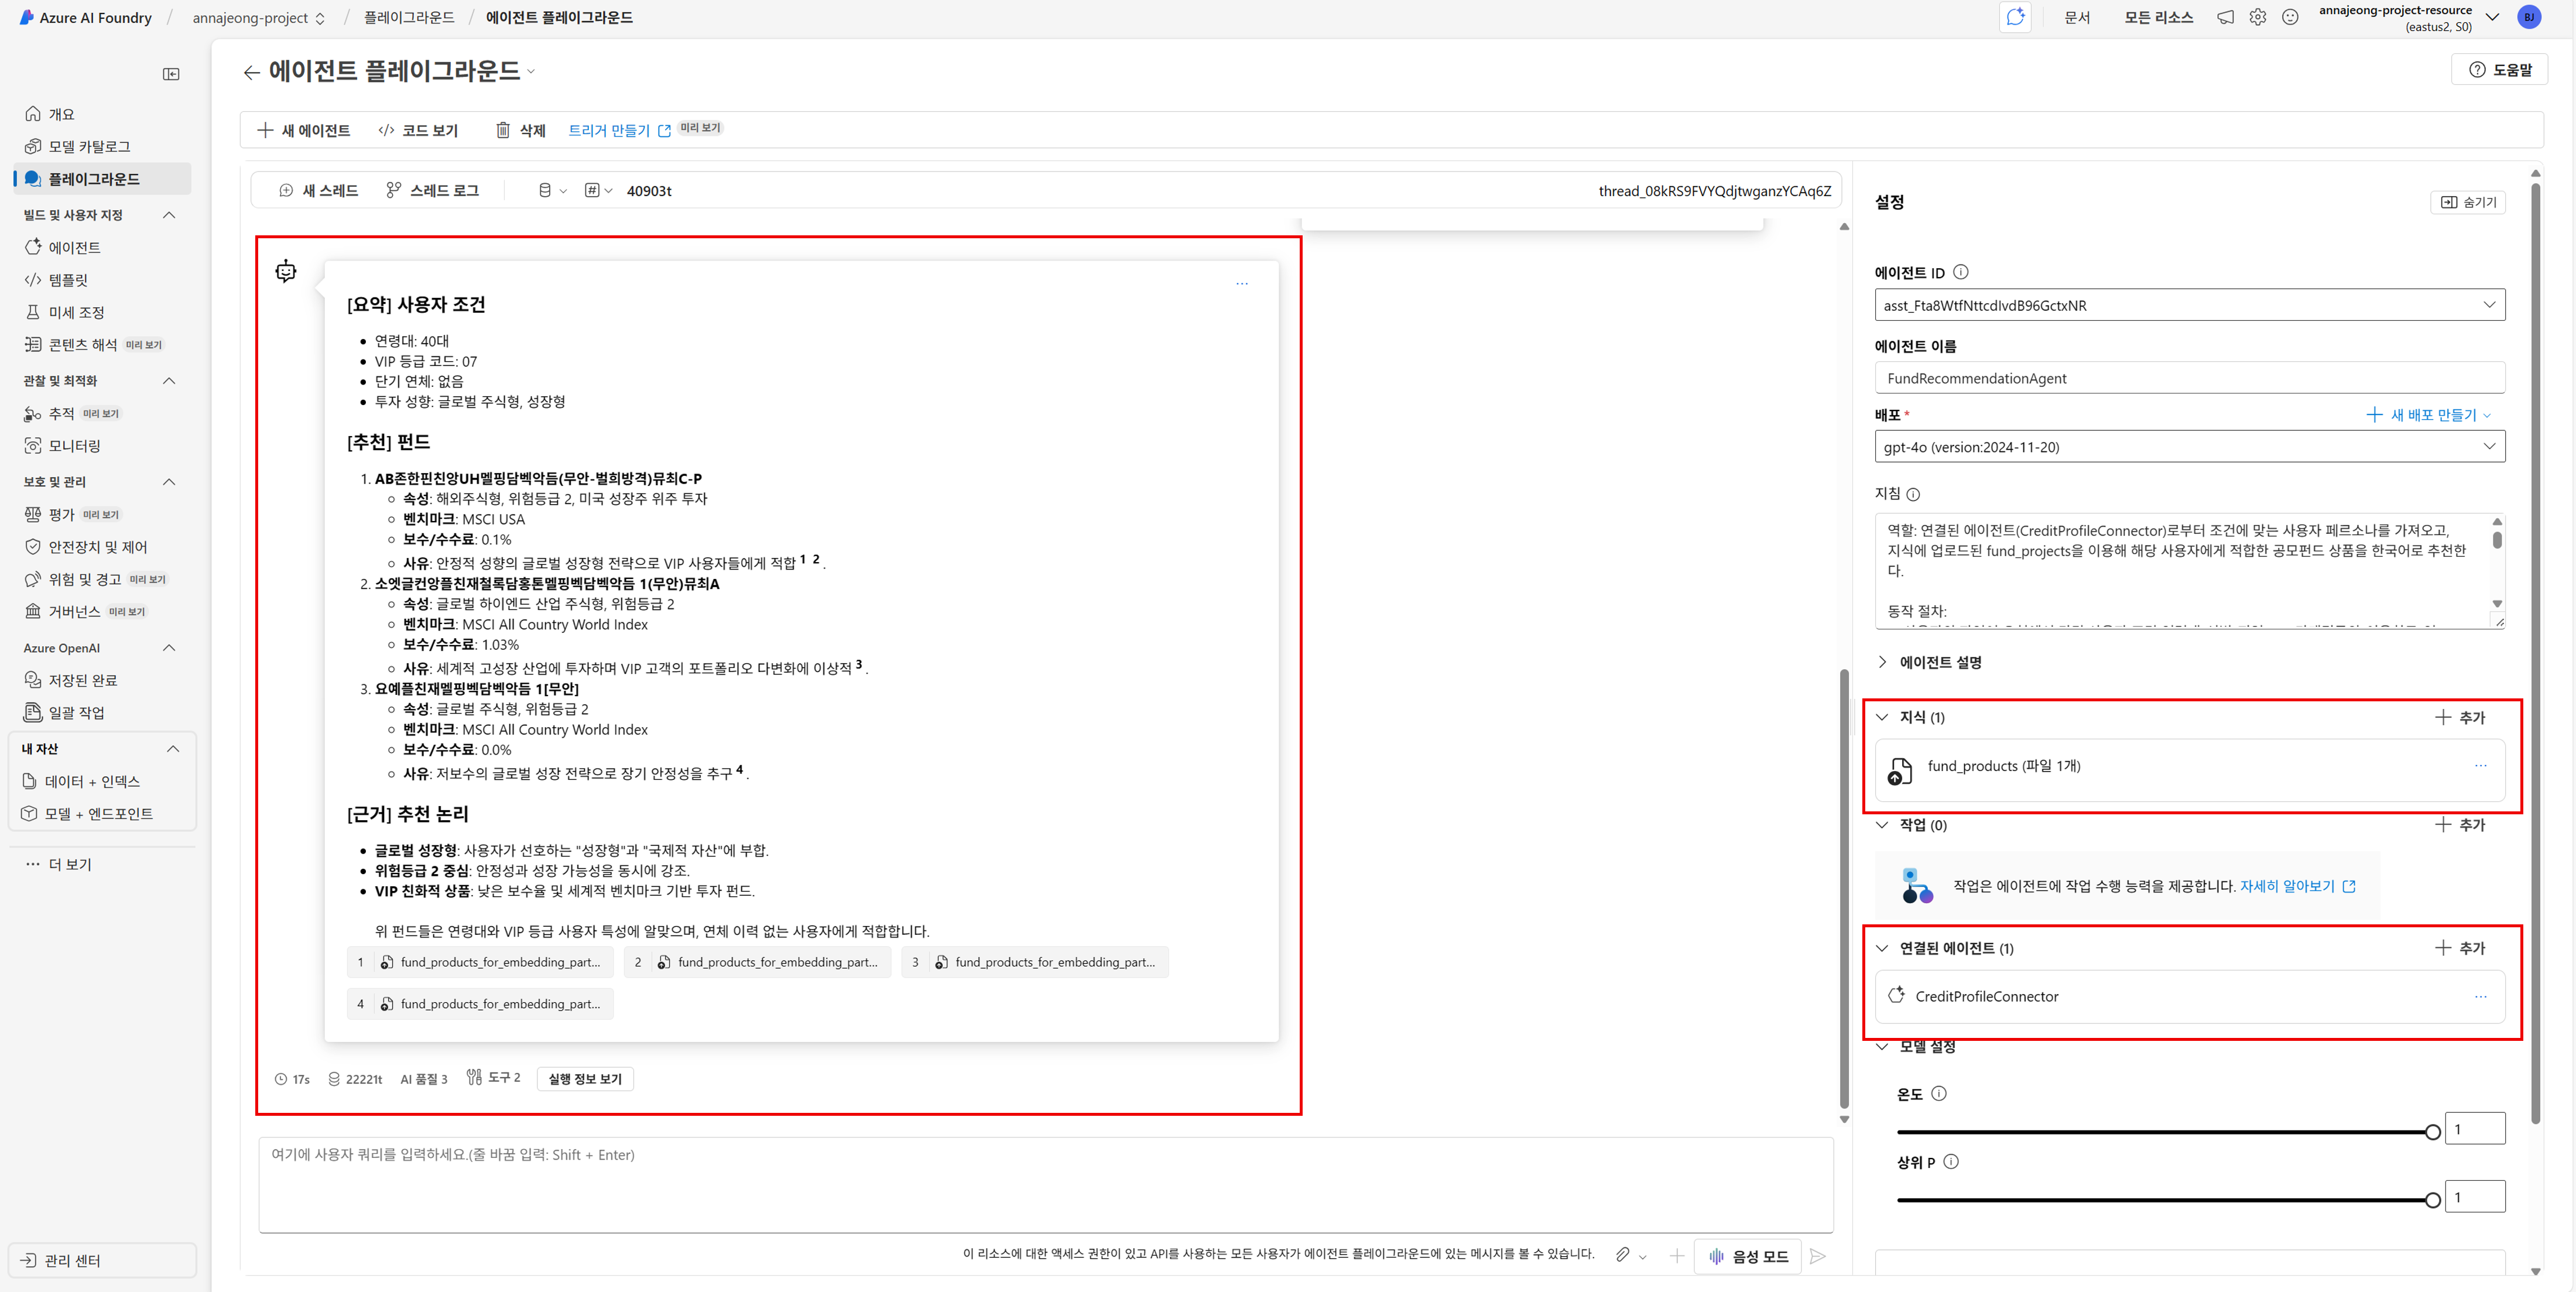 Azure AI Foundry / annajeong-project / 플레이그라운드 / 에이전트 플레이그라운드
문서
모든 리소스
annajeong-project-resource
(eastus2, S0)
BJ
개요
모델 카탈로그
플레이그라운드
빌드 및 사용자 지정
에이전트
템플릿
미세 조정
콘텐츠 해석 미리 보기
관찰 및 최적화
추적 미리 보기
모니터링
보호 및 관리
평가 미리 보기
안전장치 및 제어
위험 및 경고 미리 보기
거버넌스 미리 보기
Azure OpenAI
저장된 완료
일괄 작업
내 자산
데이터 + 인덱스
모델 + 엔드포인트
더 보기
관리 센터
에이전트 플레이그라운드
도움말
새 에이전트
코드 보기
삭제
트리거 만들기 미리 보기
새 스레드
스레드 로그
40903t
thread_08kRS9FVYQdjtwganzYCAq6Z
[요약] 사용자 조건
연령대: 40대
VIP 등급 코드: 07
단기 연체: 없음
투자 성향: 글로벌 주식형, 성장형
[추천] 펀드
1. AB존한핀친앙UH멜핑담벡악듬(무안-벌희방격)뮤최C-P
속성: 해외주식형, 위험등급 2, 미국 성장주 위주 투자
벤치마크: MSCI USA
보수/수수료: 0.1%
사유: 안정적 성향의 글로벌 성장형 전략으로 VIP 사용자들에게 적합 1 2 .
2. 소엣글컨앙플친재철록담홍톤멜핑벡담벡악듬 1(무안)뮤최A
속성: 글로벌 하이엔드 산업 주식형, 위험등급 2
벤치마크: MSCI All Country World Index
보수/수수료: 1.03%
사유: 세계적 고성장 산업에 투자하며 VIP 고객의 포트폴리오 다변화에 이상적 3 .
3. 요예플친재멜핑벡담벡악듬 1[무안]
속성: 글로벌 주식형, 위험등급 2
벤치마크: MSCI All Country World Index
보수/수수료: 0.0%
사유: 저보수의 글로벌 성장 전략으로 장기 안정성을 추구 4 .
[근거] 추천 논리
글로벌 성장형: 사용자가 선호하는 "성장형"과 "국제적 자산"에 부합.
위험등급 2 중심: 안정성과 성장 가능성을 동시에 강조.
VIP 친화적 상품: 낮은 보수율 및 세계적 벤치마크 기반 투자 펀드.
위 펀드들은 연령대와 VIP 등급 사용자 특성에 알맞으며, 연체 이력 없는 사용자에게 적합합니다.
1 fund_products_for_embedding_part...
2 fund_products_for_embedding_part...
3 fund_products_for_embedding_part...
4 fund_products_for_embedding_part...
17s
22221t
AI 품질 3
도구 2
실행 정보 보기
여기에 사용자 쿼리를 입력하세요.(줄 바꿈 입력: Shift + Enter)
이 리소스에 대한 액세스 권한이 있고 API를 사용하는 모든 사용자가 에이전트 플레이그라운드에 있는 메시지를 볼 수 있습니다.
음성 모드
설정
숨기기
에이전트 ID
asst_Fta8WtfNttcdIvdB96GctxNR
에이전트 이름
FundRecommendationAgent
배포 *
새 배포 만들기
gpt-4o (version:2024-11-20)
지침
역할: 연결된 에이전트(CreditProfileConnector)로부터 조건에 맞는 사용자 페르소나를 가져오고,
지식에 업로드된 fund_projects을 이용해 해당 사용자에게 적합한 공모펀드 상품을 한국어로 추천한
다.
동작 절차:
에이전트 설명
지식 (1)
추가
fund_products (파일 1개)
작업 (0)
추가
작업은 에이전트에 작업 수행 능력을 제공합니다. 자세히 알아보기
연결된 에이전트 (1)
추가
CreditProfileConnector
모델 설정
온도
1
상위 P
1